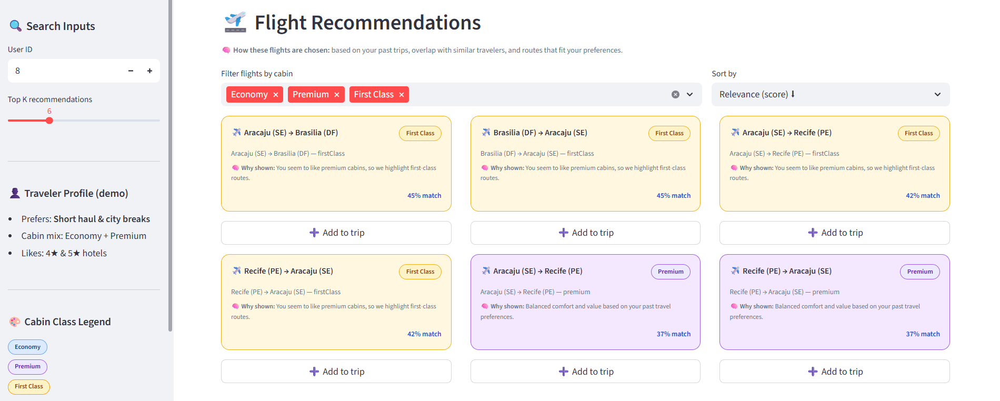 Search Inputs
User ID
8
Top K recommendations
6
Traveler Profile (demo)
Prefers: Short haul & city breaks
Cabin mix: Economy + Premium
Likes: 4★ & 5★ hotels
Cabin Class Legend
Economy
Premium
First Class
Flight Recommendations
How these flights are chosen: based on your past trips, overlap with similar travelers, and routes that fit your preferences.
Filter flights by cabin
Economy × Premium × First Class ×
Sort by
Relevance (score) ⬇
Aracaju (SE) → Brasilia (DF)
First Class
Aracaju (SE) → Brasilia (DF) — firstClass
Why shown: You seem to like premium cabins, so we highlight first-class
routes.
45% match
Add to trip
Brasilia (DF) → Aracaju (SE)
First Class
Brasilia (DF) → Aracaju (SE) — firstClass
Why shown: You seem to like premium cabins, so we highlight first-class
routes.
45% match
Add to trip
Aracaju (SE) → Recife (PE)
First Class
Aracaju (SE) → Recife (PE) — firstClass
Why shown: You seem to like premium cabins, so we highlight first-class
routes.
42% match
Add to trip
Recife (PE) → Aracaju (SE)
First Class
Recife (PE) → Aracaju (SE) — firstClass
Why shown: You seem to like premium cabins, so we highlight first-class
routes.
42% match
Add to trip
Aracaju (SE) → Recife (PE)
Premium
Aracaju (SE) → Recife (PE) — premium
Why shown: Balanced comfort and value based on your past travel
preferences.
37% match
Add to trip
Recife (PE) → Aracaju (SE)
Premium
Recife (PE) → Aracaju (SE) — premium
Why shown: Balanced comfort and value based on your past travel
preferences.
37% match
Add to trip